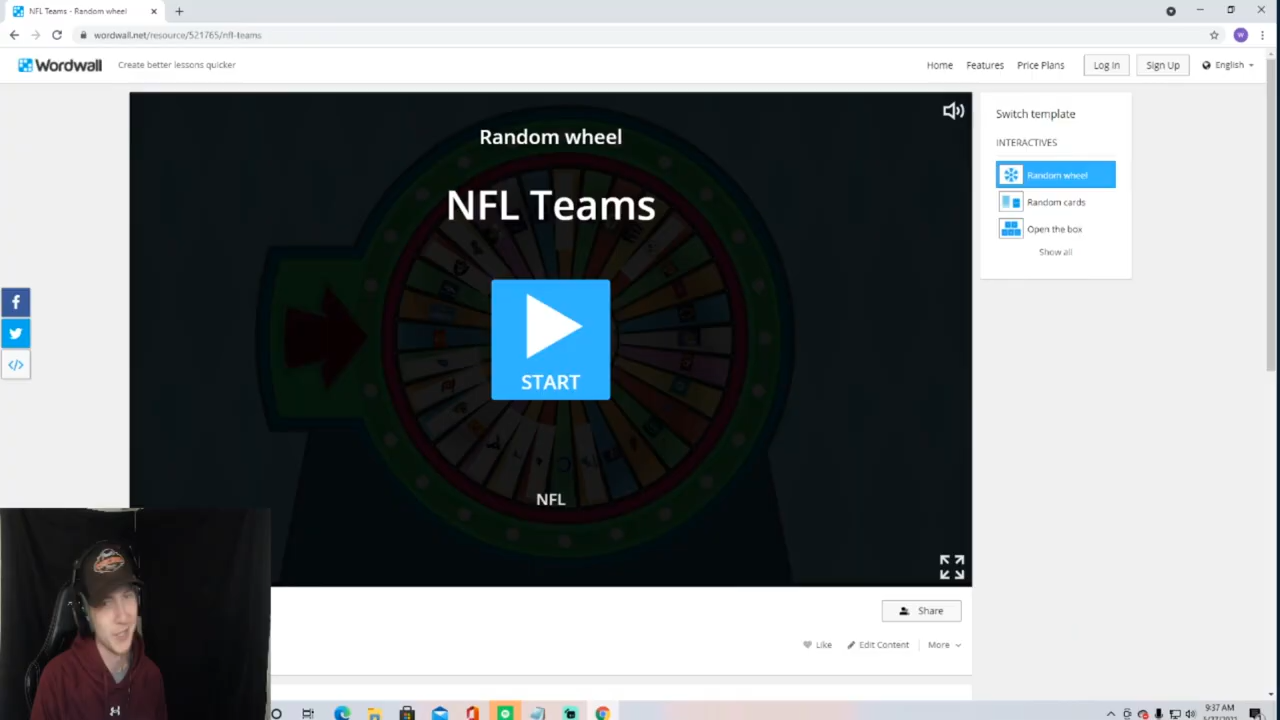 NFL Teams - Random wheel
wordwall.net/resource/521765/nfl-teams
Wordwall
Create better lessons quicker
Home
Features
Price Plans
Log In
Sign Up
English
Random wheel
NFL Teams
START
NFL
Switch template
INTERACTIVES
Random wheel
Random cards
Open the box
Show all
Share
Like
Edit Content
More
9:37 AM